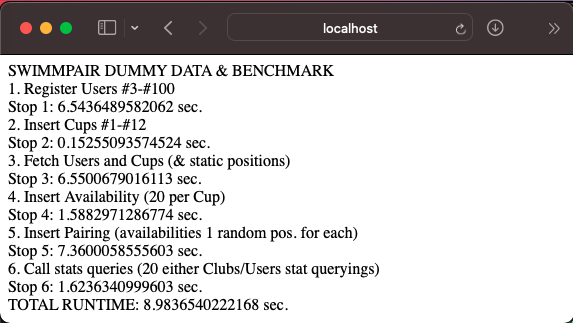 localhost
SWIMMPAIR DUMMY DATA & BENCHMARK
1. Register Users #3-#100
Stop 1: 6.5436489582062 sec.
2. Insert Cups #1-#12
Stop 2: 0.15255093574524 sec.
3. Fetch Users and Cups (& static positions)
Stop 3: 6.5500679016113 sec.
4. Insert Availability (20 per Cup)
Stop 4: 1.5882971286774 sec.
5. Insert Pairing (availabilities 1 random pos. for each)
Stop 5: 7.3600058555603 sec.
6. Call stats queries (20 either Clubs/Users stat queryings)
Stop 6: 1.6236340999603 sec.
TOTAL RUNTIME: 8.9836540222168 sec.